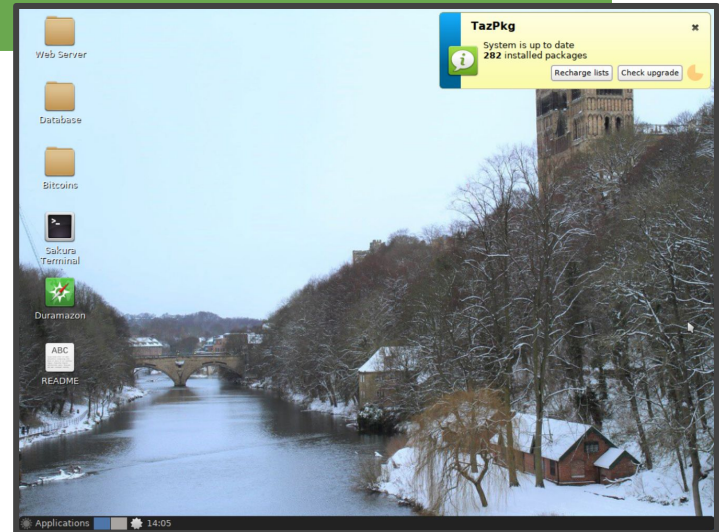 Web Server
Database
Bitcoins
Sakura
Terminal
Duramazon
ABC
README
TazPkg
System is up to date
282 installed packages
Recharge lists
Check upgrade
Applications
14:05